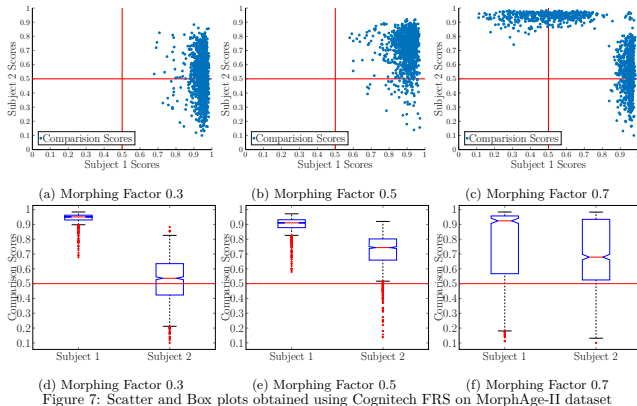 1
0.9
0.8
0.7
0.6
0.5
0.4
0.3
0.2
0.1
0
Subject 2 Scores
Comparision Scores
0 0.1 0.2 0.3 0.4 0.5 0.6 0.7 0.8 0.9 1
Subject 1 Scores
(a) Morphing Factor 0.3
1
0.9
0.8
0.7
0.6
0.5
0.4
0.3
0.2
0.1
0
Subject 2 Scores
Comparision Scores
0 0.1 0.2 0.3 0.4 0.5 0.6 0.7 0.8 0.9 1
Subject 1 Scores
(b) Morphing Factor 0.5
1
0.9
0.8
0.7
0.6
0.5
0.4
0.3
0.2
0.1
0
Subject 2 Scores
Comparision Scores
0 0.1 0.2 0.3 0.4 0.5 0.6 0.7 0.8 0.9 1
Subject 1 Scores
(c) Morphing Factor 0.7
1
0.9
0.8
0.7
0.6
0.5
0.4
0.3
0.2
0.1
Comparison Scores
Subject 1 Subject 2
(d) Morphing Factor 0.3
1
0.9
0.8
0.7
0.6
0.5
0.4
0.3
0.2
0.1
Comparison Scores
Subject 1 Subject 2
(e) Morphing Factor 0.5
1
0.9
0.8
0.7
0.6
0.5
0.4
0.3
0.2
0.1
Comparison Scores
Subject 1 Subject 2
(f) Morphing Factor 0.7
Figure 7: Scatter and Box plots obtained using Cognitech FRS on MorphAge-II dataset